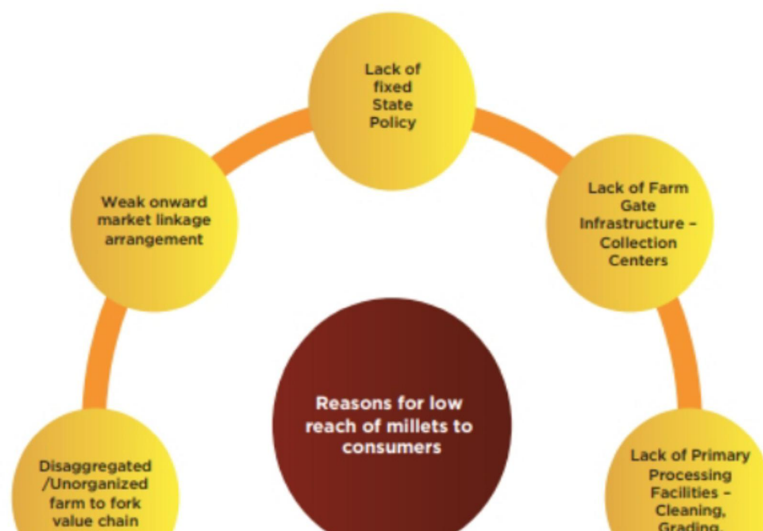 Lack of
fixed
State
Policy
Weak onward
market linkage
arrangement
Lack of Farm
Gate
Infrastructure –
Collection
Centers
Reasons for low
reach of millets to
consumers
Disaggregated
/Unorganized
farm to fork
value chain
Lack of Primary
Processing
Facilities –
Cleaning,
Grading,